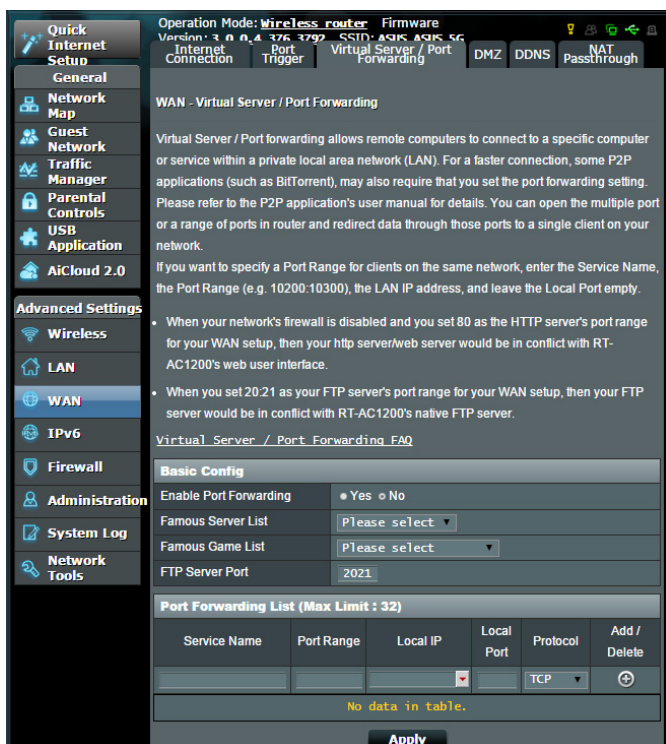 Quick
Internet
Setup
General
Network
Map
Guest
Network
Traffic
Manager
Parental
Controls
USB
Application
AiCloud 2.0
Advanced Settings
Wireless
LAN
WAN
IPv6
Firewall
Administration
System Log
Network
Tools
Operation Mode: Wireless router Firmware
Version: 3.0.0.4.376_3792 SSID: ASUS ASUS_5G
Internet
Connection
Port
Trigger
Virtual Server / Port
Forwarding
DMZ
DDNS
NAT
Passthrough
WAN - Virtual Server / Port Forwarding
Virtual Server / Port forwarding allows remote computers to connect to a specific computer
or service within a private local area network (LAN). For a faster connection, some P2P
applications (such as BitTorrent), may also require that you set the port forwarding setting.
Please refer to the P2P application's user manual for details. You can open the multiple port
or a range of ports in router and redirect data through those ports to a single client on your
network.
If you want to specify a Port Range for clients on the same network, enter the Service Name,
the Port Range (e.g. 10200:10300), the LAN IP address, and leave the Local Port empty.
• When your network's firewall is disabled and you set 80 as the HTTP server's port range
for your WAN setup, then your http server/web server would be in conflict with RT-
AC1200's web user interface.
• When you set 20:21 as your FTP server's port range for your WAN setup, then your FTP
server would be in conflict with RT-AC1200's native FTP server.
Virtual Server / Port Forwarding FAQ
Basic Config
Enable Port Forwarding Yes No
Famous Server List Please select
Famous Game List Please select
FTP Server Port 2021
Port Forwarding List (Max Limit : 32)
Service Name Port Range Local IP Local Port Protocol Add / Delete
TCP
No data in table.
Apply